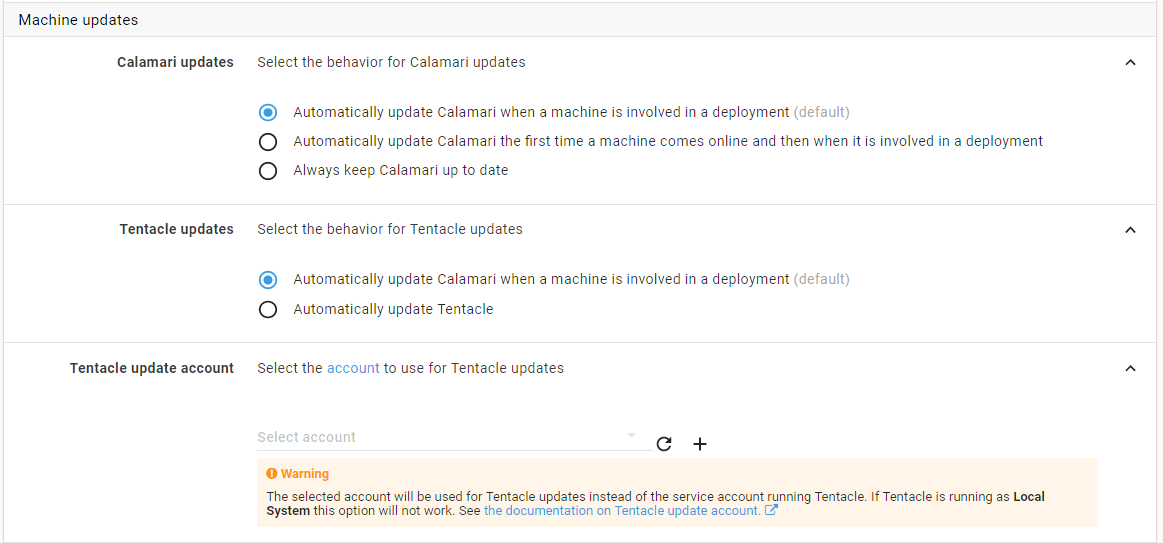 Machine updates
Calamari updates
Select the behavior for Calamari updates
Automatically update Calamari when a machine is involved in a deployment (default)
Automatically update Calamari the first time a machine comes online and then when it is involved in a deployment
Always keep Calamari up to date
Tentacle updates
Select the behavior for Tentacle updates
Automatically update Calamari when a machine is involved in a deployment (default)
Automatically update Tentacle
Tentacle update account
Select the account to use for Tentacle updates
Select account
Warning
The selected account will be used for Tentacle updates instead of the service account running Tentacle. If Tentacle is running as Local
System this option will not work. See the documentation on Tentacle update account.